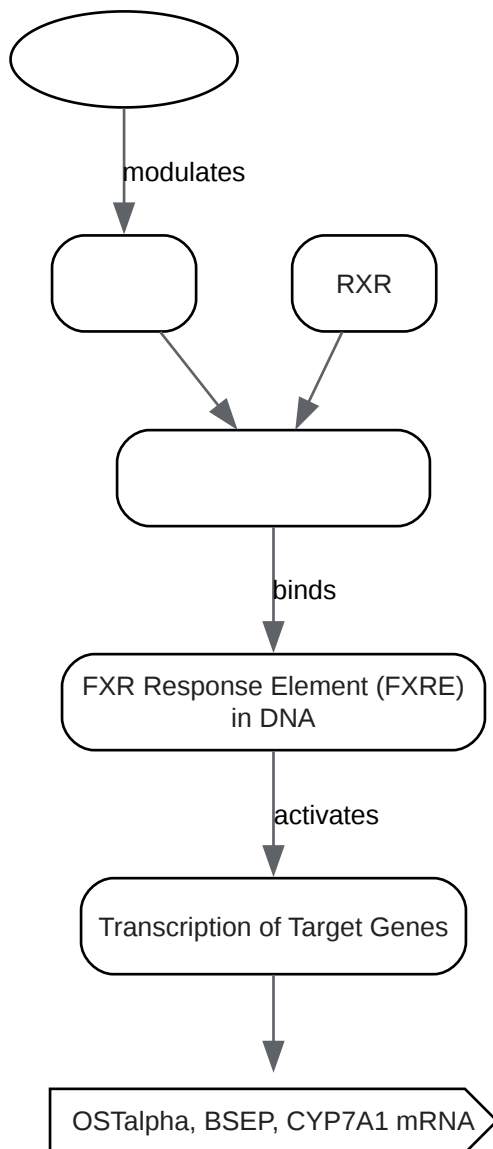 modulates
RXR
binds
FXR Response Element (FXRE)
in DNA
activates
Transcription of Target Genes
OSTalpha, BSEP, CYP7A1 mRNA